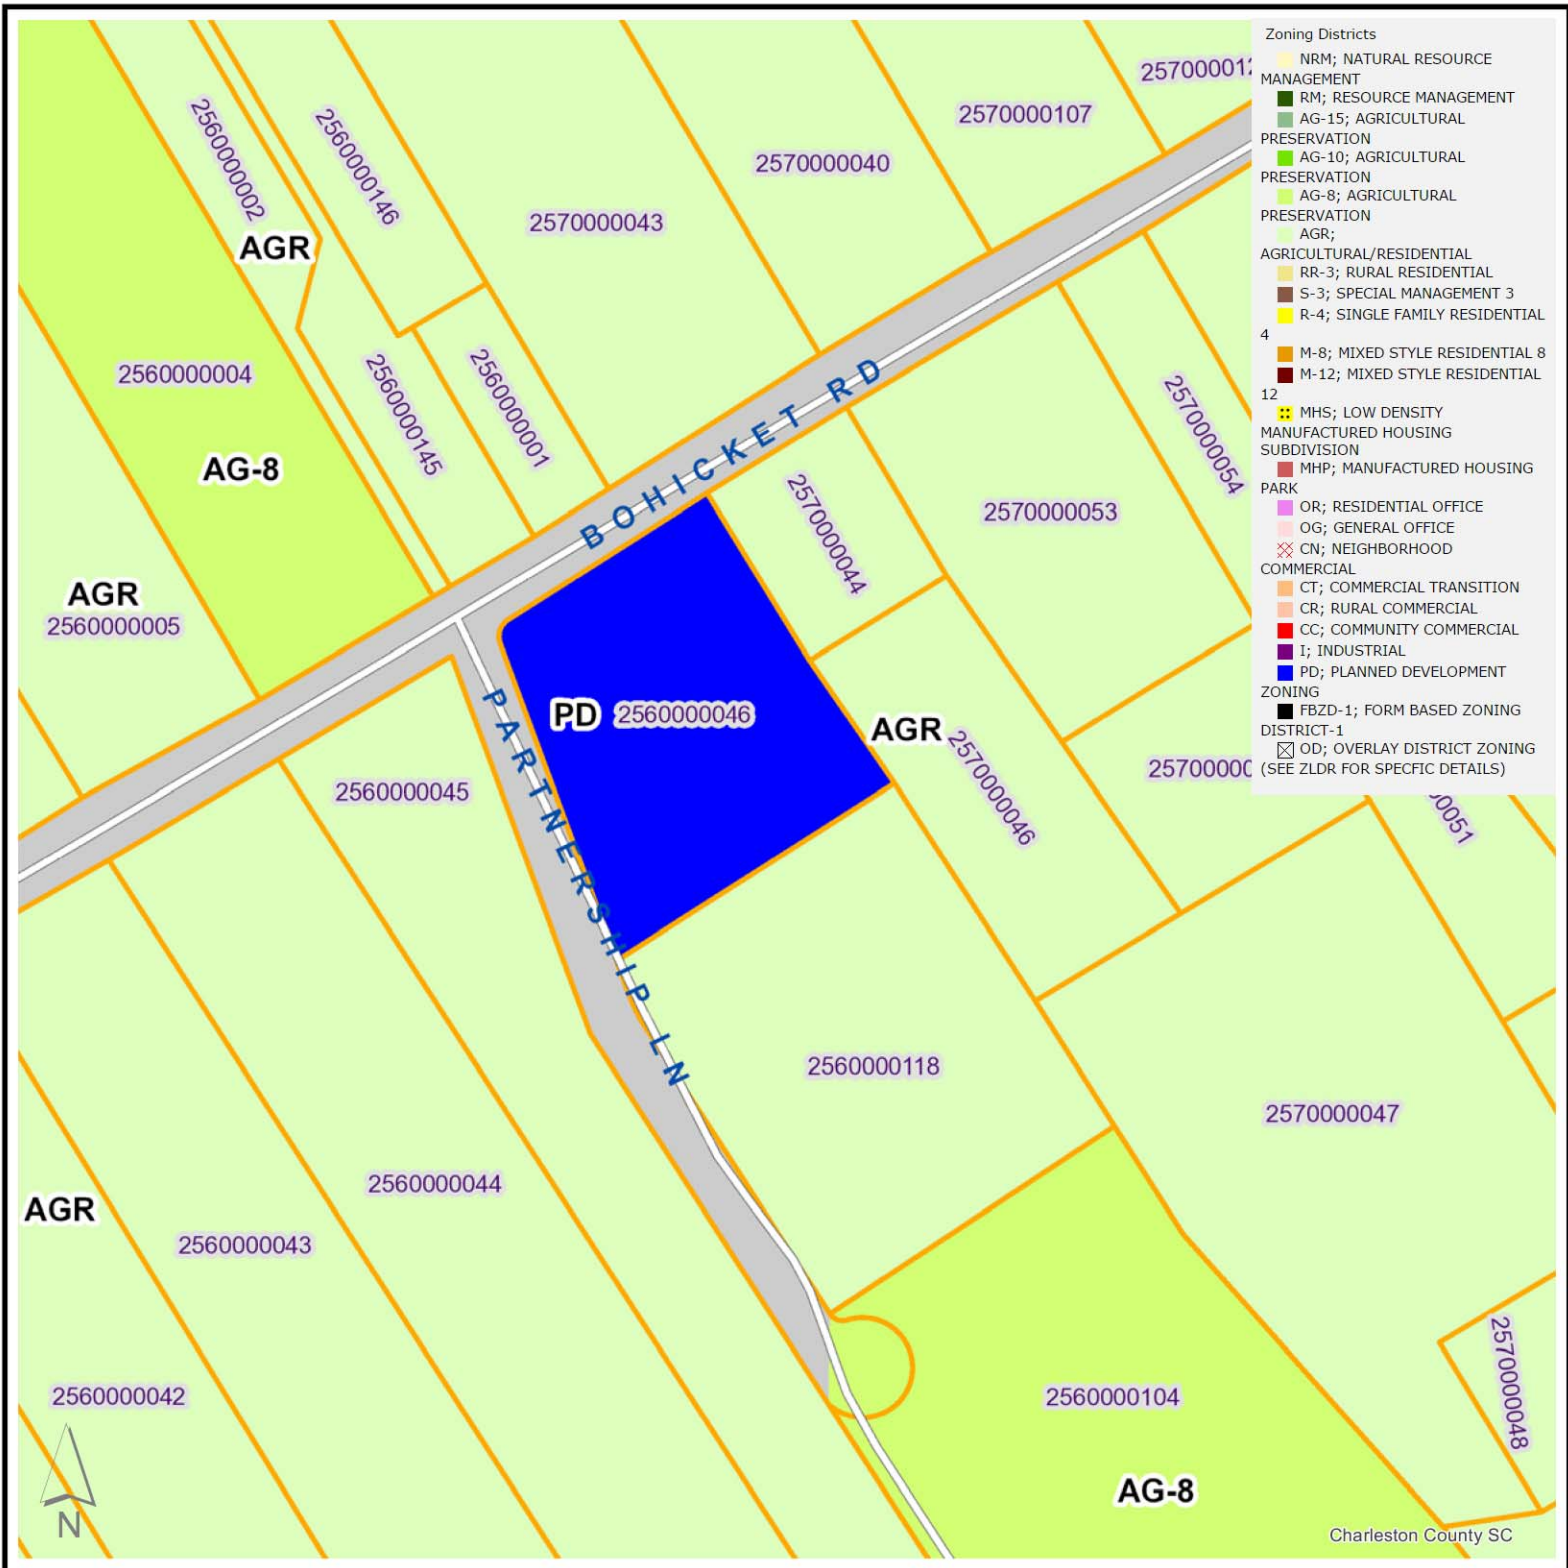 Zoning Districts
NRM; NATURAL RESOURCE
MANAGEMENT
RM; RESOURCE MANAGEMENT
AG-15; AGRICULTURAL
PRESERVATION
AG-10; AGRICULTURAL
PRESERVATION
AG-8; AGRICULTURAL
PRESERVATION
AGR;
AGRICULTURAL/RESIDENTIAL
RR-3; RURAL RESIDENTIAL
S-3; SPECIAL MANAGEMENT 3
R-4; SINGLE FAMILY RESIDENTIAL
4
M-8; MIXED STYLE RESIDENTIAL 8
M-12; MIXED STYLE RESIDENTIAL
12
MHS; LOW DENSITY
MANUFACTURED HOUSING
SUBDIVISION
MHP; MANUFACTURED HOUSING
PARK
OR; RESIDENTIAL OFFICE
OG; GENERAL OFFICE
CN; NEIGHBORHOOD
COMMERCIAL
CT; COMMERCIAL TRANSITION
CR; RURAL COMMERCIAL
CC; COMMUNITY COMMERCIAL
I; INDUSTRIAL
PD; PLANNED DEVELOPMENT
ZONING
FBZD-1; FORM BASED ZONING
DISTRICT-1
OD; OVERLAY DISTRICT ZONING
(SEE ZLDR FOR SPECFIC DETAILS)
2570000107
2570000040
2560000002
2560000146
2570000043
AGR
2560000004
2560000145
2560000001
BOHICKET RD
2570000054
AG-8
2570000044
2570000053
AGR
2560000005
PD
2560000046
AGR
2570000046
PARTNERSHIP LN
2560000045
2560000118
2570000047
2560000044
AGR
2560000043
2560000042
2560000104
2570000048
AG-8
N
Charleston County SC